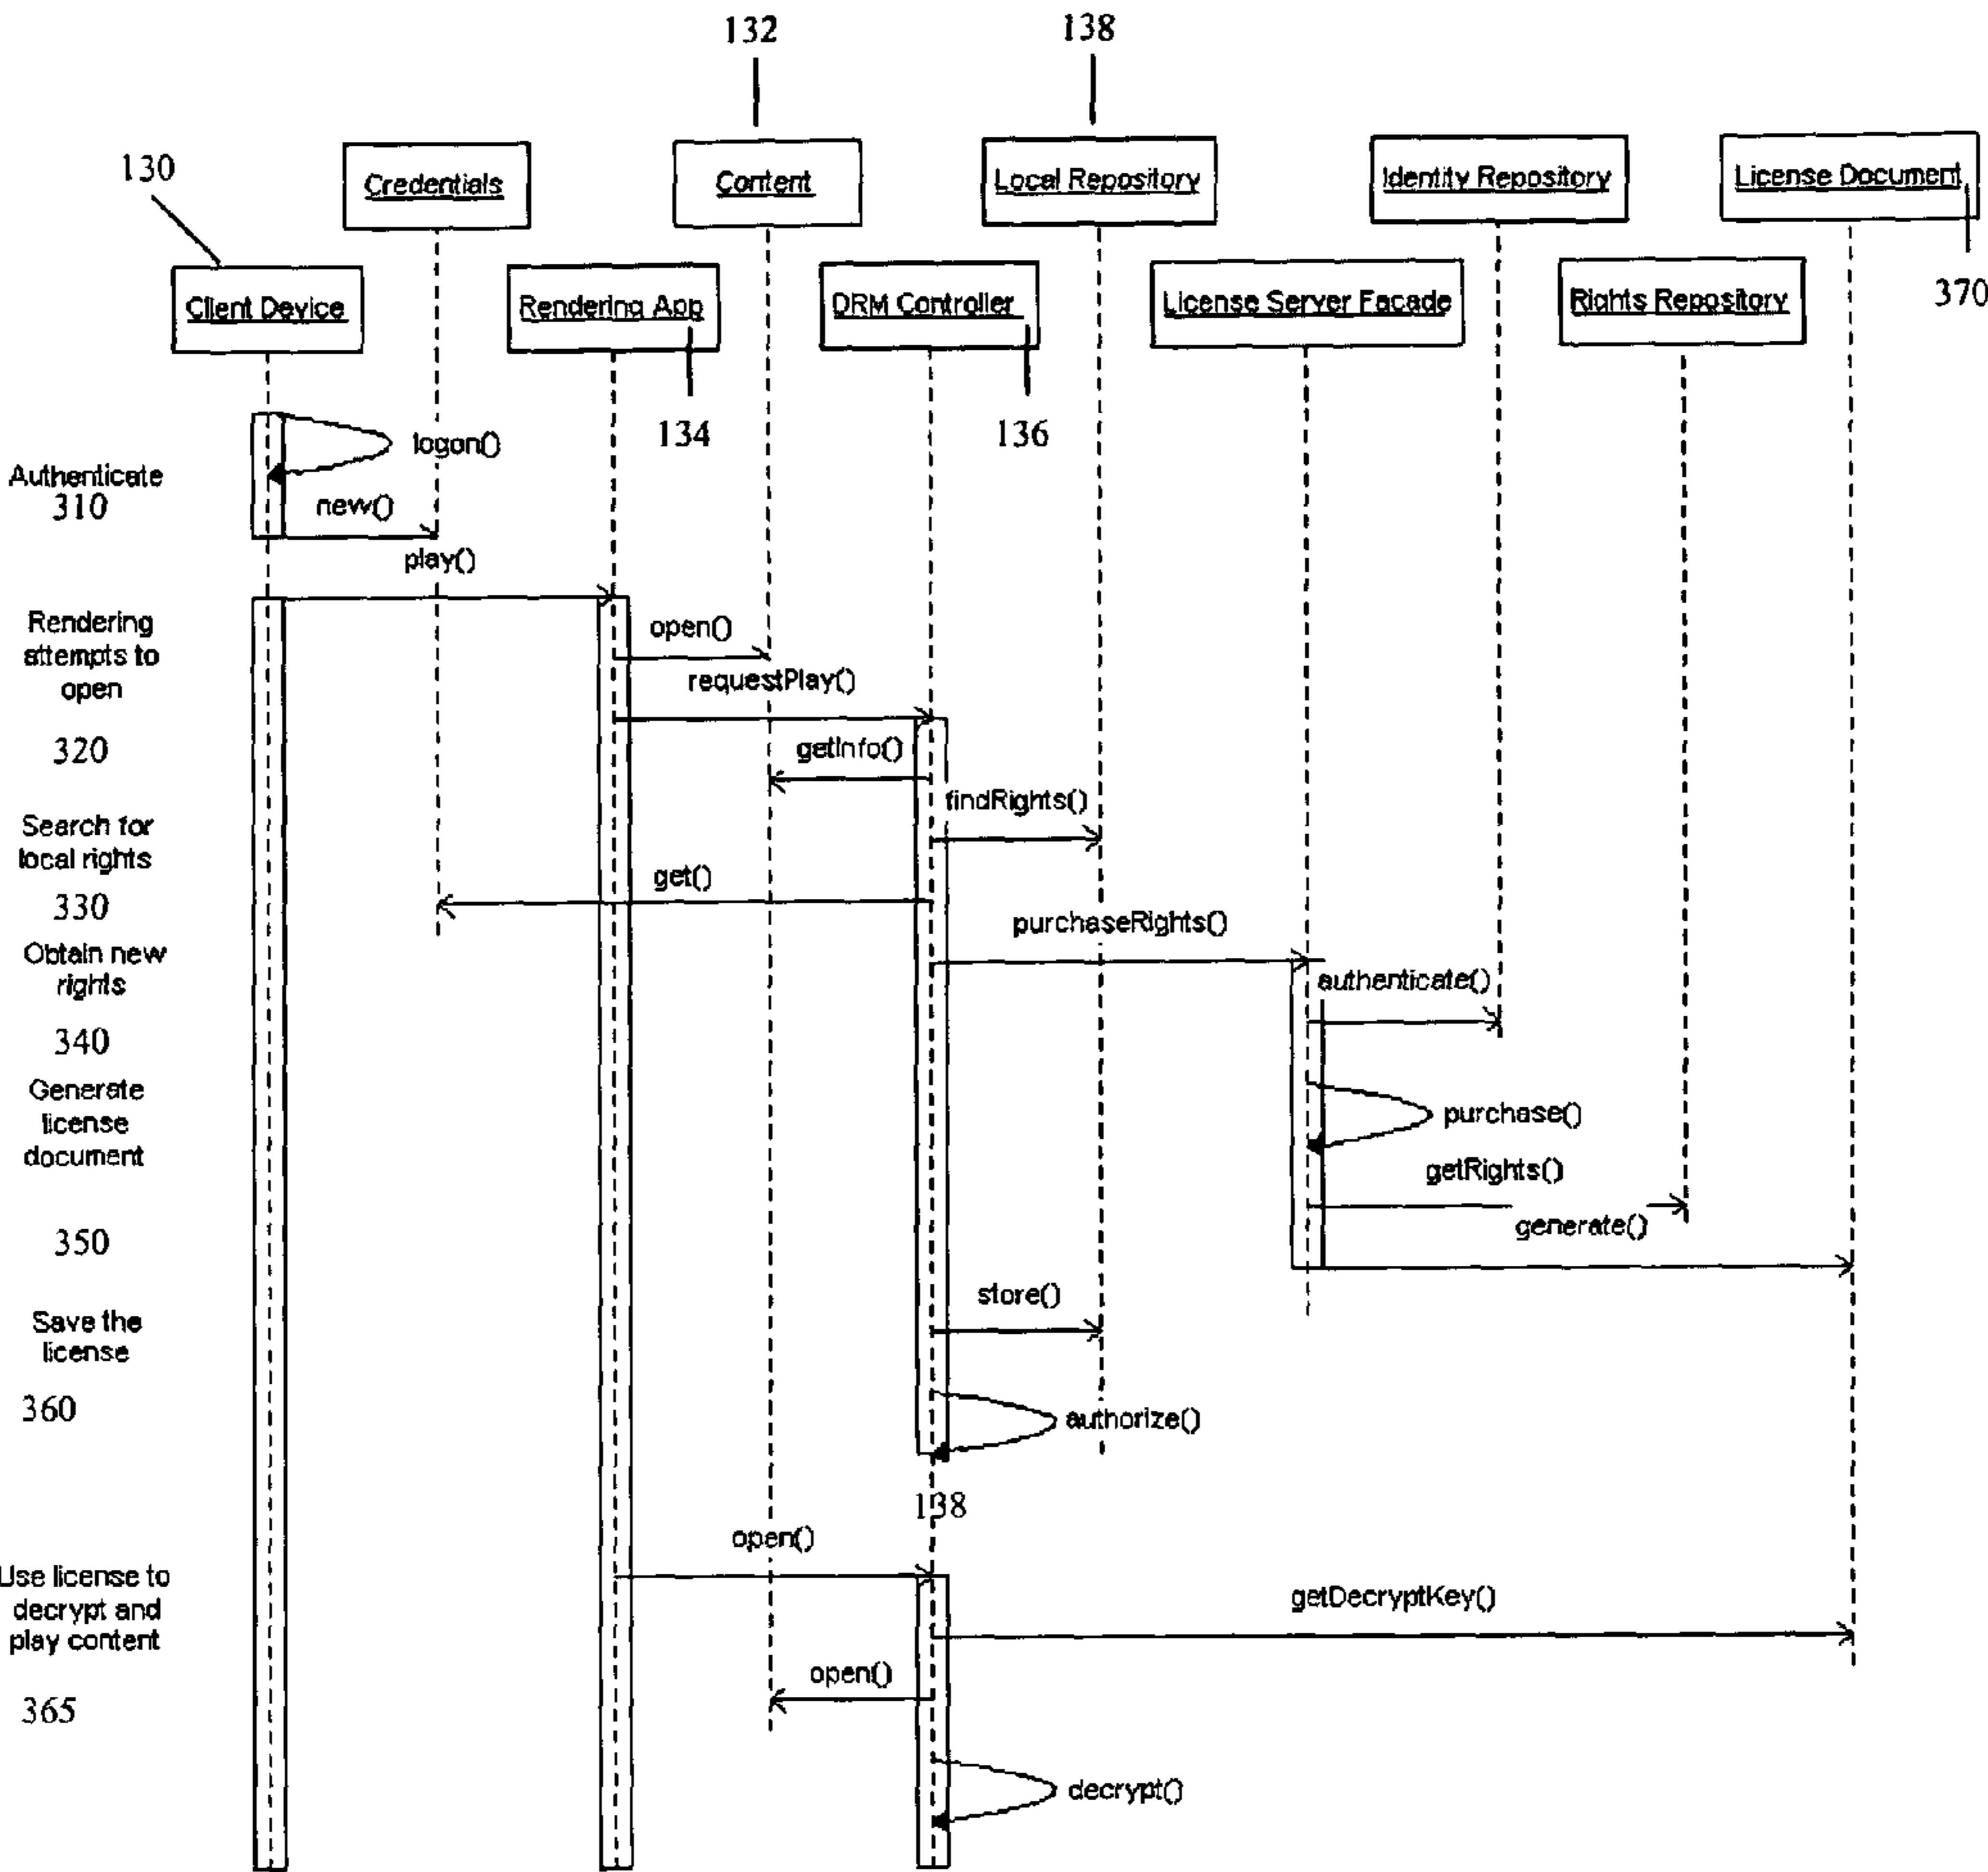 132
138
130
Credentials
Content
Local Repository
Identity Repository
License Document
370
Client Device
Rendering App
DRM Controller
License Server Facade
Rights Repository
134
136
logon()
Authenticate
310
new()
play()
Rendering
attempts to
open
open()
requestPlay()
320
getInfo()
findRights()
Search for
local rights
get()
330
purchaseRights()
Obtain new
rights
authenticate()
340
Generate
license
document
purchase()
getRights()
generate()
350
store()
Save the
license
360
authorize()
138
open()
Use license to
decrypt and
play content
getDecryptKey()
open()
365
decrypt()